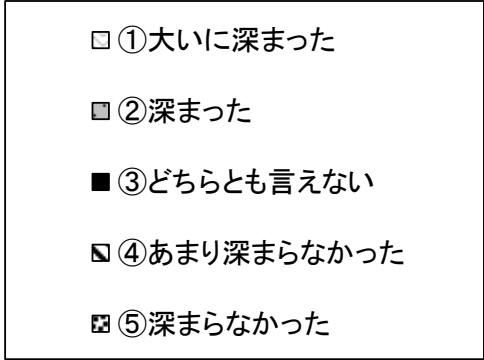 ①大いに深まった
②深まった
③どちらとも言えない
④あまり深まらなかった
⑤深まらなかった